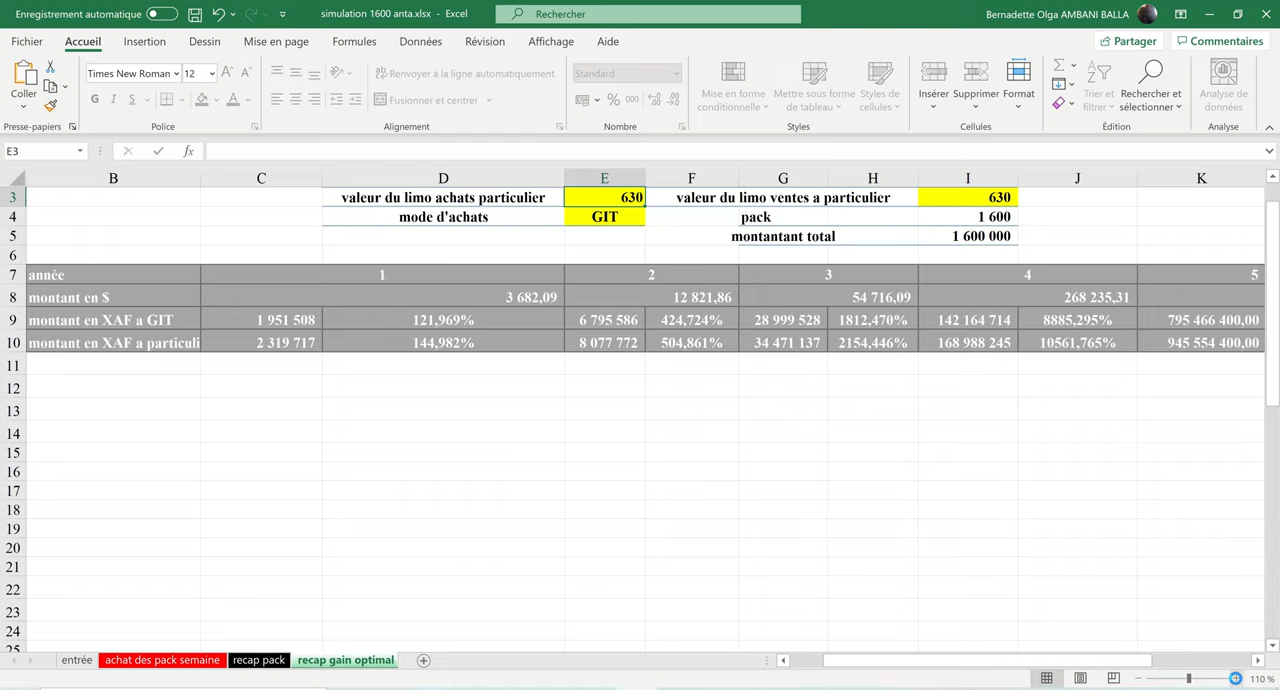 Enregistrement automatique simulation 1600 anta.xlsx - Excel Rechercher Bernadette Olga AMBANI BALLA
Fichier Accueil Insertion Dessin Mise en page Formules Données Révision Affichage Aide Partager Commentaires
Times New Roman 12 Renvoyer à la ligne automatiquement Standard
Coller G I S Fusionner et centrer % 000 Mise en forme conditionnelle Mettre sous forme de tableau Styles de cellules Insérer Supprimer Format Trier et filtrer Rechercher et sélectionner Analyse de données
Presse-papiers Police Alignement Nombre Styles Cellules Édition Analyse
E3 fx
B C D E F G H I J K
3 valeur du limo achats particulier 630 valeur du limo ventes a particulier 630
4 mode d'achats GIT pack 1 600
5 montantant total 1 600 000
6
7 année 1 2 3 4 5
8 montant en $ 3 682,09 12 821,86 54 716,09 268 235,31
9 montant en XAF a GIT 1 951 508 121,969% 6 795 586 424,724% 28 999 528 1812,470% 142 164 714 8885,295% 795 466 400,00
10 montant en XAF a particuli 2 319 717 144,982% 8 077 772 504,861% 34 471 137 2154,446% 168 988 245 10561,765% 945 554 400,00
11
12
13
14
15
16
17
18
19
20
21
22
23
24
25
entrée achat des pack semaine recap pack recap gain optimal
110 %